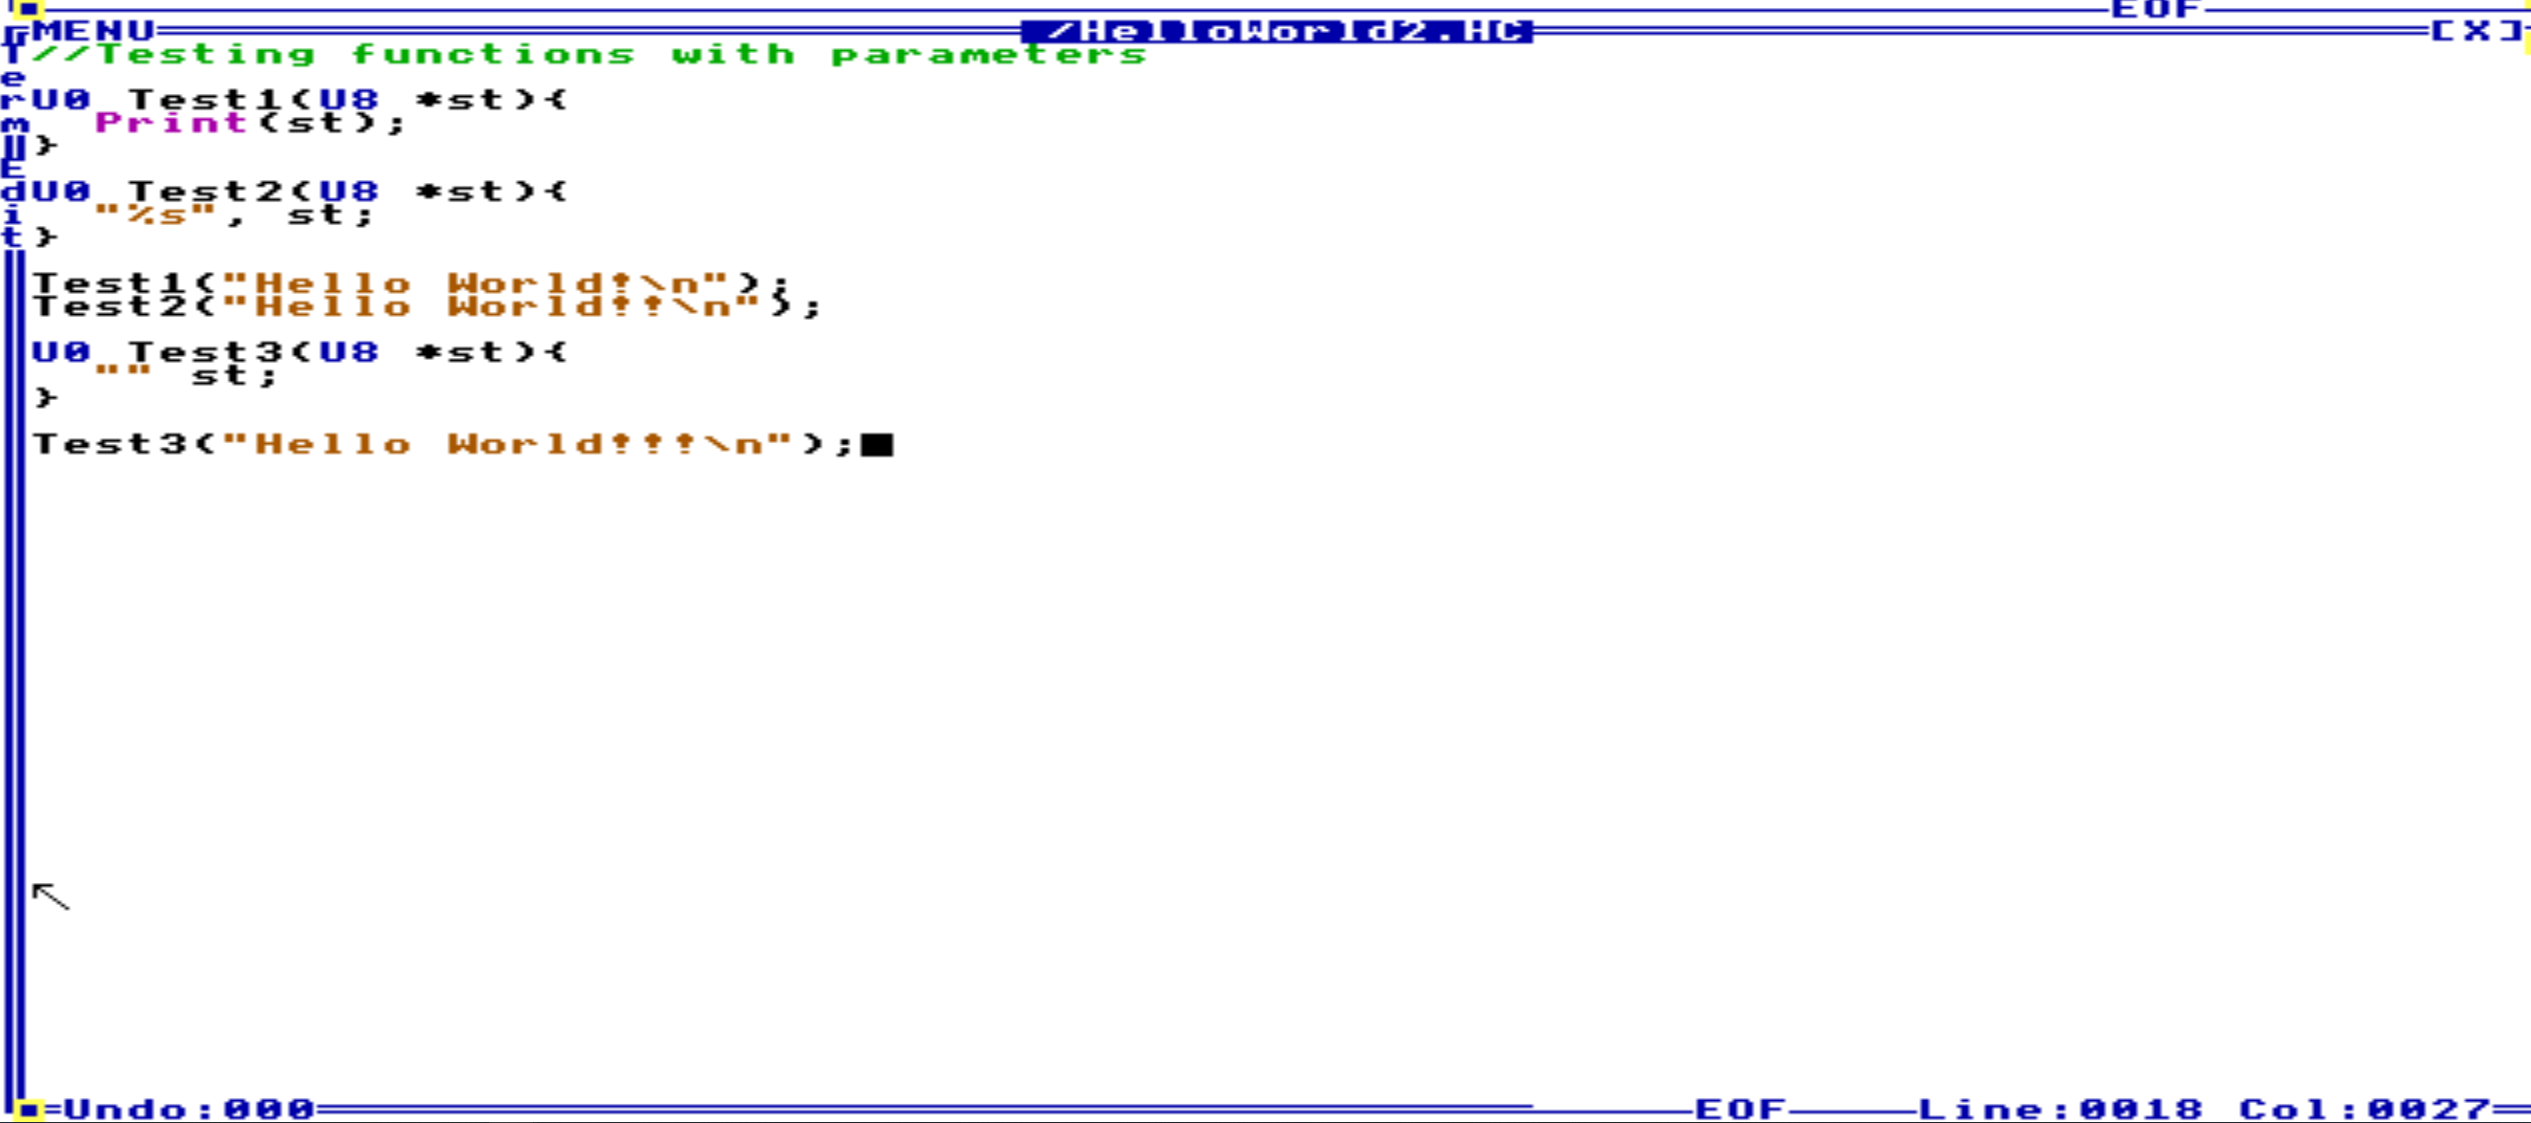 EOF
MENU /HelloWorld2.HC [X]
TermUEdit
//Testing functions with parameters
U0 Test1(U8 *st){
Print(st);
}
U0 Test2(U8 *st){
"%s", st;
}
Test1("Hello World!\n");
Test2("Hello World!!\n");
U0 Test3(U8 *st){
"" st;
}
Test3("Hello World!!!\n");
Undo:000 EOF Line:0018 Col:0027